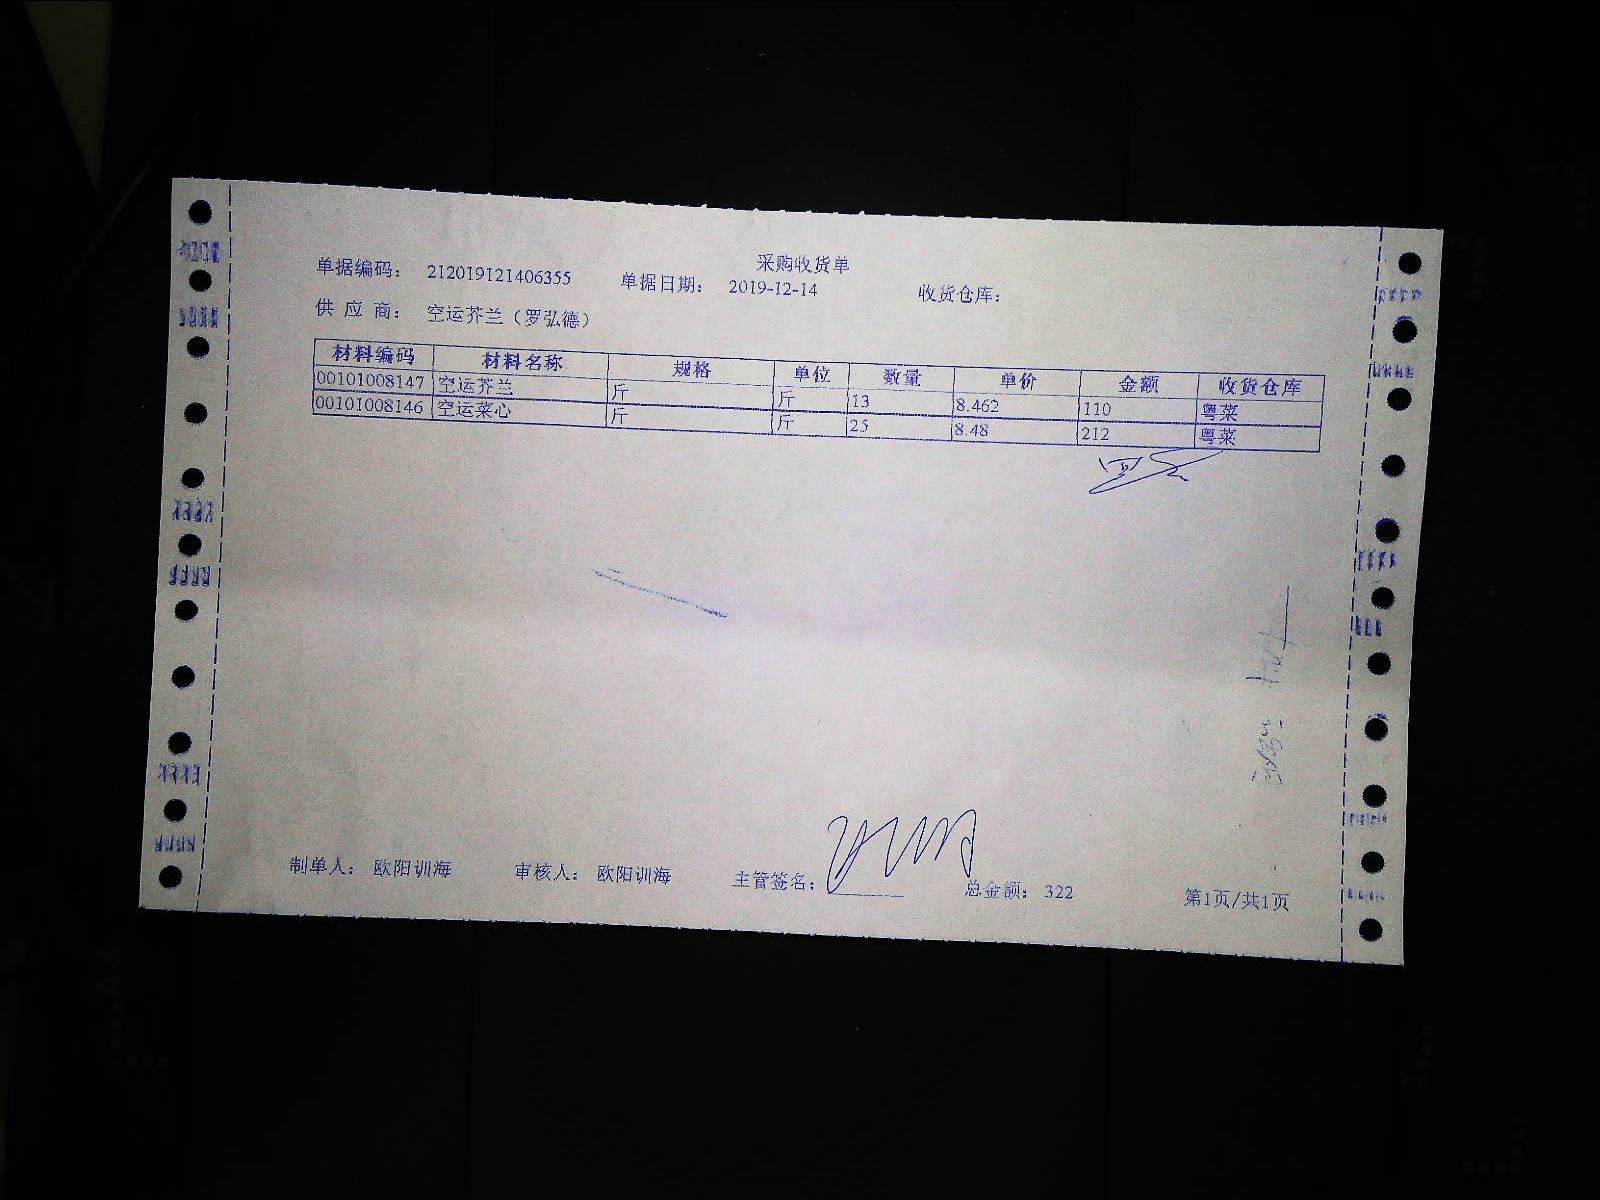 采购收货单
单据编码： 212019121406355 单据日期： 2019-12-14 收货仓库：
供 应 商： 空运芥兰（罗弘德）
材料编码 材料名称 规格 单位 数量 单价 金额 收货仓库
00101008147 空运芥兰 斤 斤 13 8.462 110 粤菜
00101008146 空运菜心 斤 斤 25 8.48 212 粤菜
制单人： 欧阳训海 审核人： 欧阳训海 主管签名： 总金额： 322 第1页/共1页